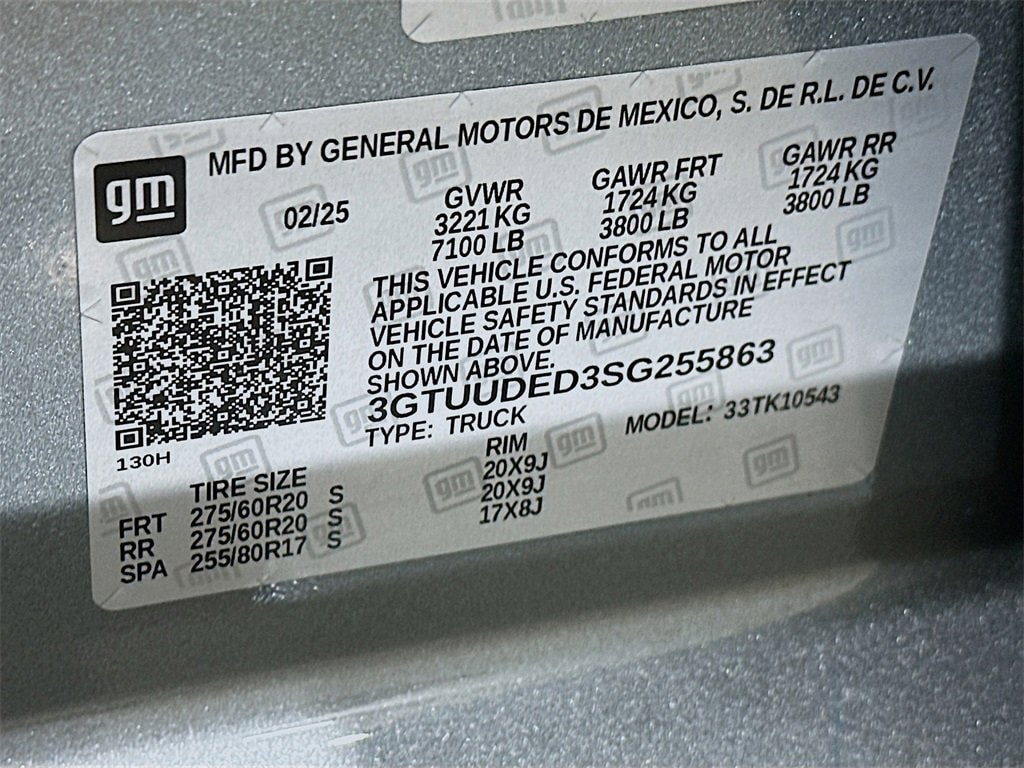 MFD BY GENERAL MOTORS DE MEXICO, S. DE R.L. DE C.V.
gm
02/25
GVWR GAWR FRT GAWR RR
3221 KG 1724 KG 1724 KG
7100 LB 3800 LB 3800 LB
THIS VEHICLE CONFORMS TO ALL
APPLICABLE U.S. FEDERAL MOTOR
VEHICLE SAFETY STANDARDS IN EFFECT
ON THE DATE OF MANUFACTURE
SHOWN ABOVE.
3GTUUDED3SG255863
TYPE: TRUCK MODEL: 33TK10543
130H
TIRE SIZE RIM
FRT 275/60R20 S 20X9J
RR 275/60R20 S 20X9J
SPA 255/80R17 S 17X8J